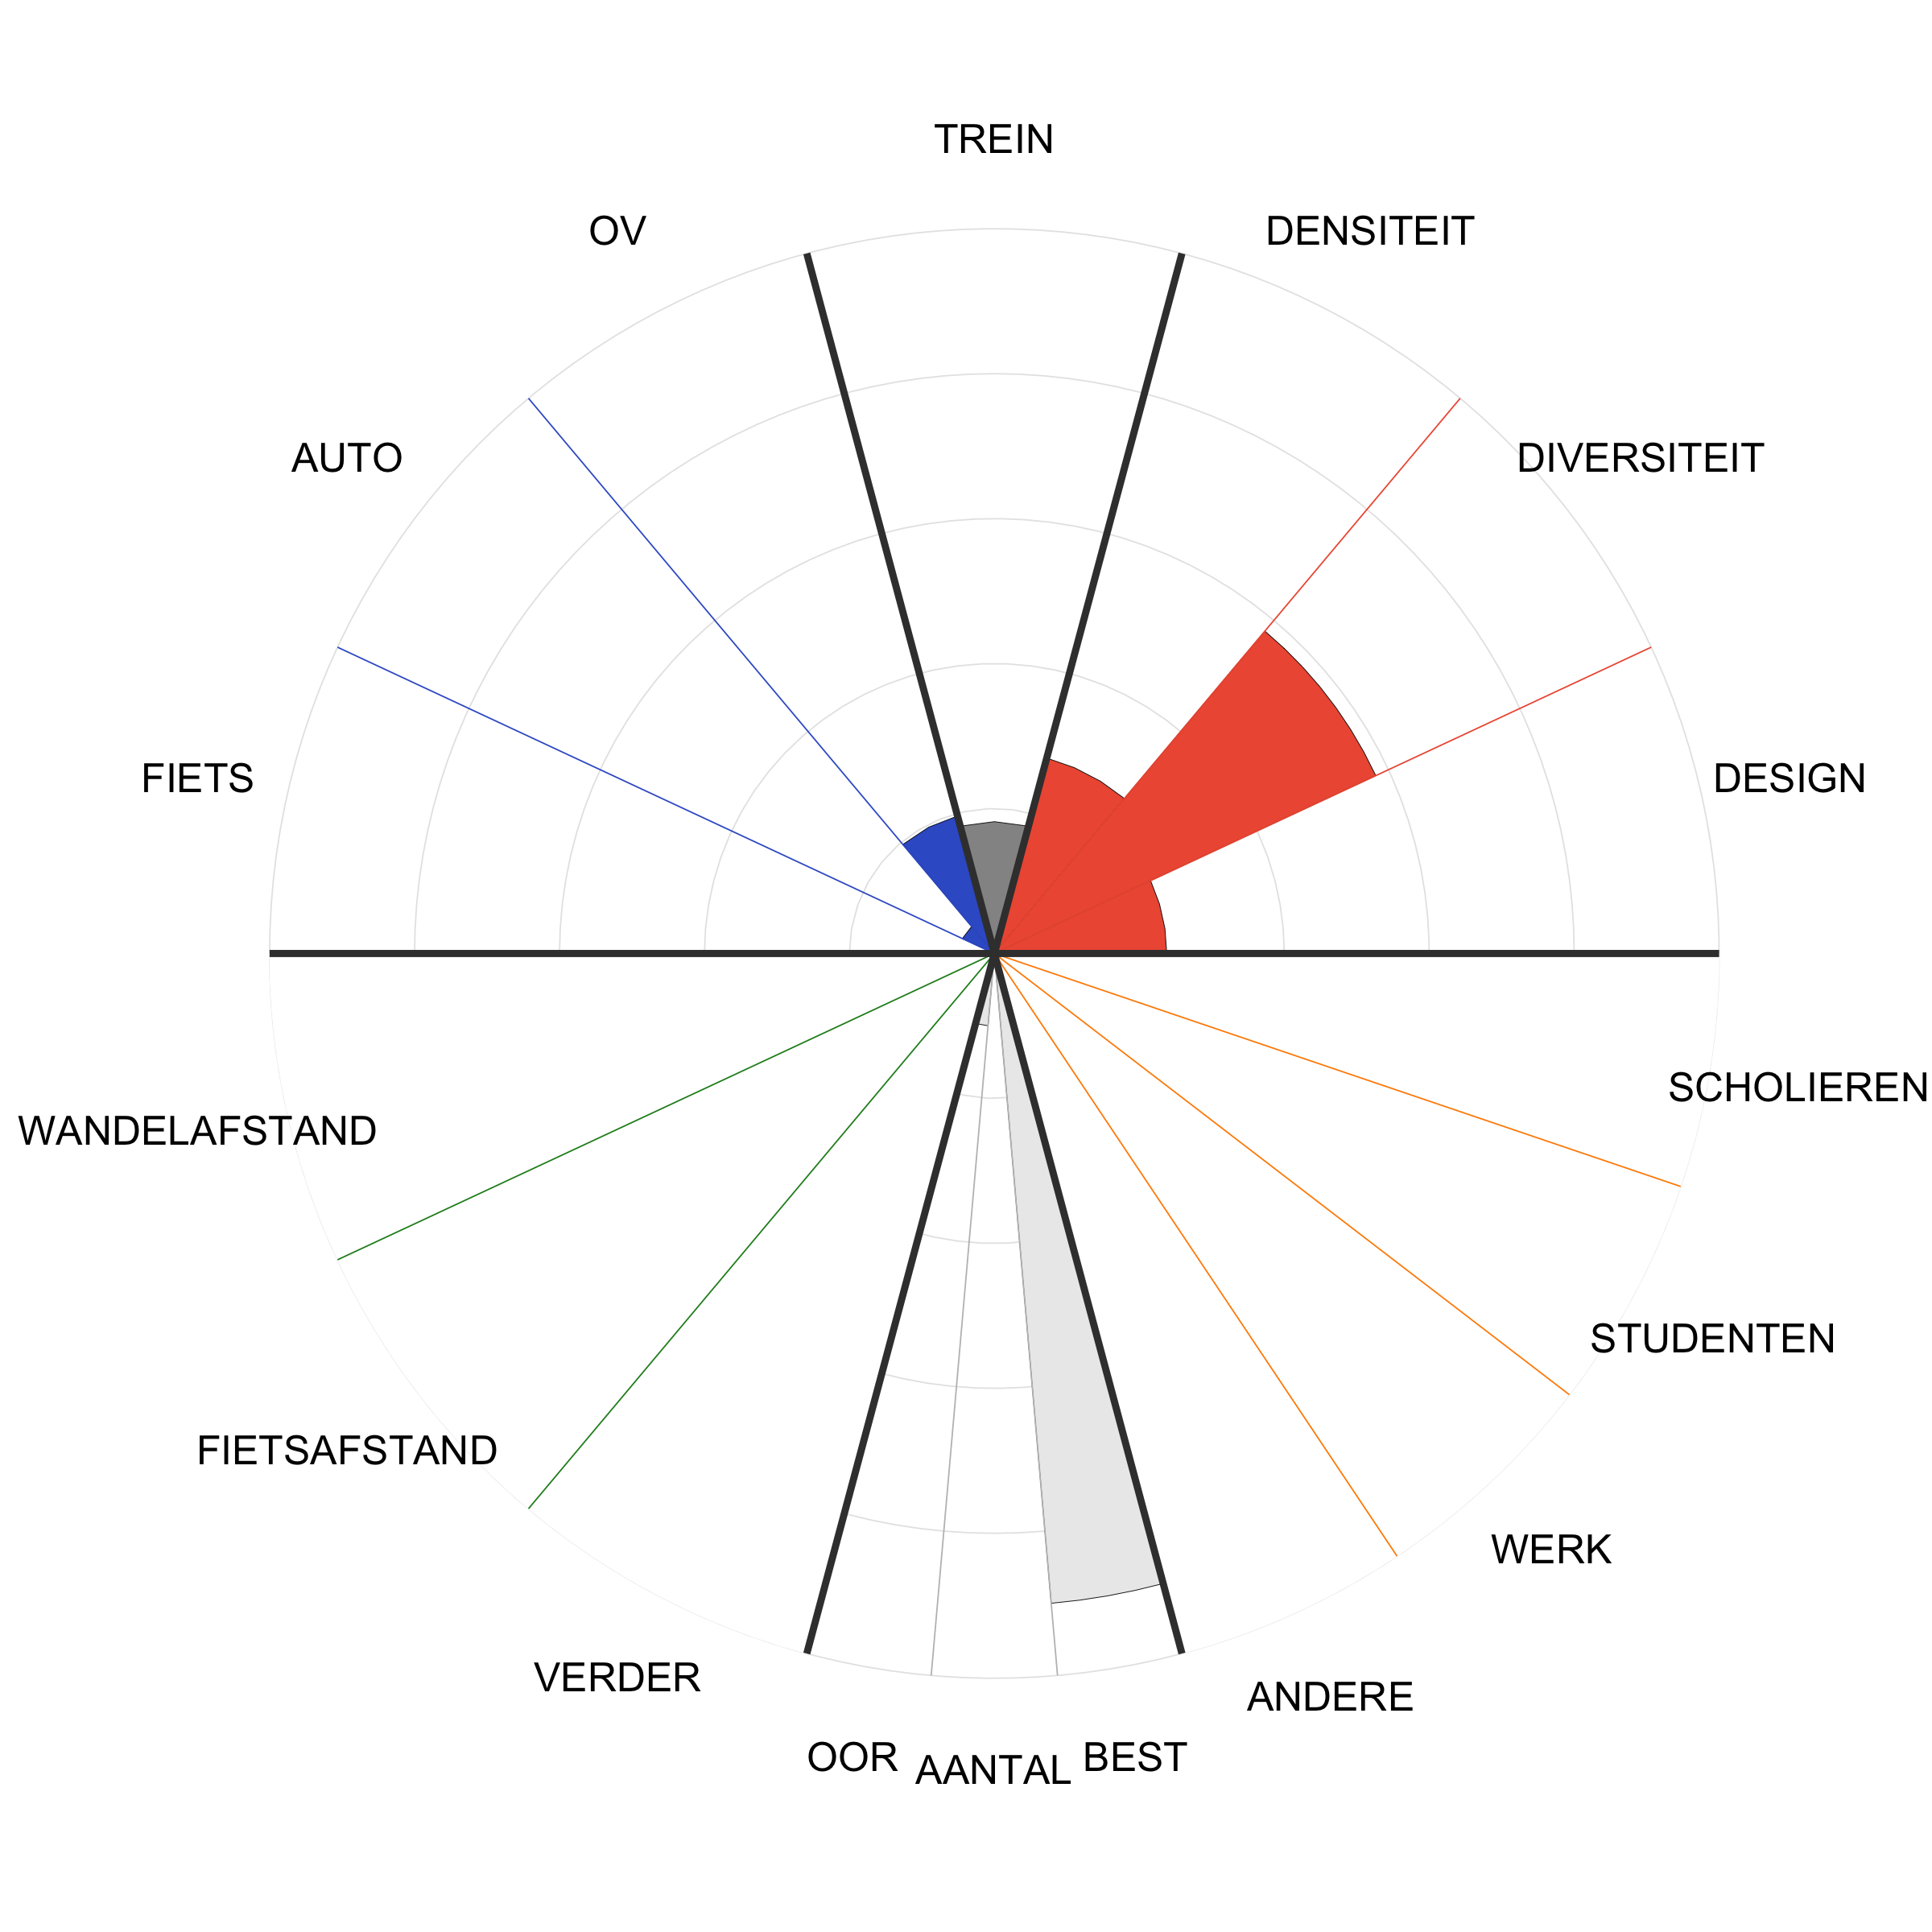 TREIN
OV
DENSITEIT
AUTO
DIVERSITEIT
FIETS
DESIGN
SCHOLIEREN
WANDELAFSTAND
STUDENTEN
FIETSAFSTAND
WERK
VERDER
ANDERE
OOR
AANTAL
BEST